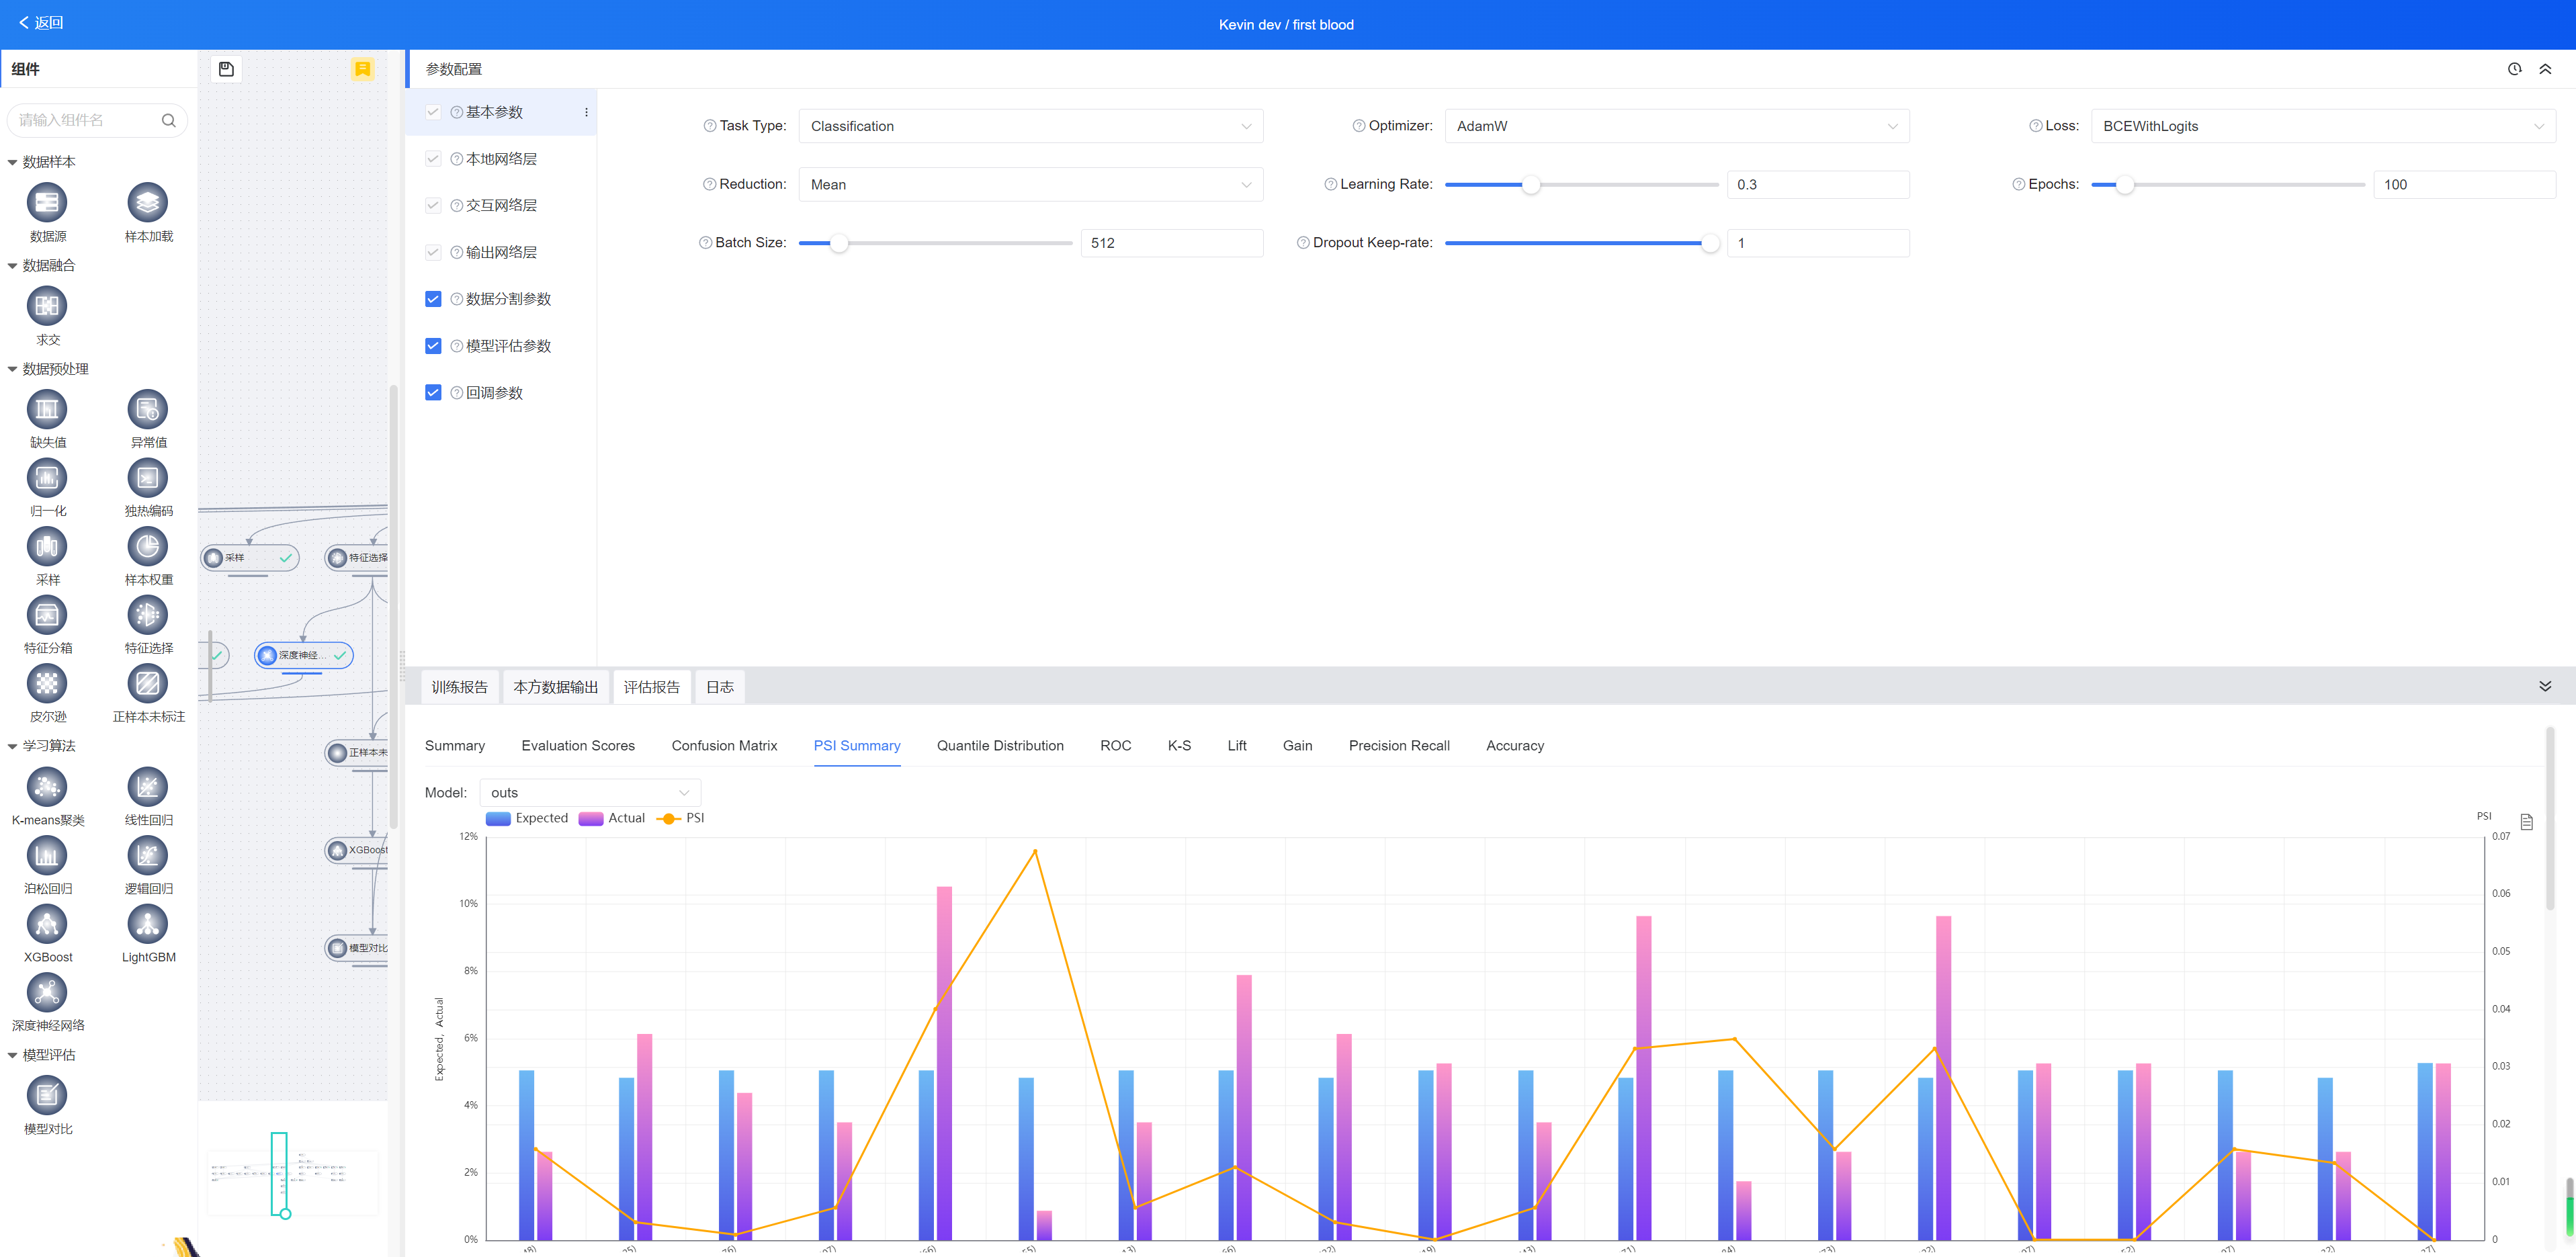 返回
Kevin dev / first blood
组件
请输入组件名
数据样本
数据源
样本加载
数据融合
求交
数据预处理
缺失值
异常值
归一化
独热编码
采样
样本权重
特征分箱
特征选择
皮尔逊
正样本未标注
学习算法
K-means聚类
线性回归
泊松回归
逻辑回归
XGBoost
LightGBM
深度神经网络
模型评估
模型对比
采样
特征选择
深度神经...
正样本未
XGBoost
模型对比
参数配置
基本参数
本地网络层
交互网络层
输出网络层
数据分割参数
模型评估参数
回调参数
Task Type:
Classification
Optimizer:
AdamW
Loss:
BCEWithLogits
Reduction:
Mean
Learning Rate:
0.3
Epochs:
100
Batch Size:
512
Dropout Keep-rate:
1
训练报告
本方数据输出
评估报告
日志
Summary
Evaluation Scores
Confusion Matrix
PSI Summary
Quantile Distribution
ROC
K-S
Lift
Gain
Precision Recall
Accuracy
Model:
outs
Expected
Actual
PSI
PSI
12%
10%
8%
6%
4%
2%
0%
Expected, Actual
0.07
0.06
0.05
0.04
0.03
0.02
0.01
0